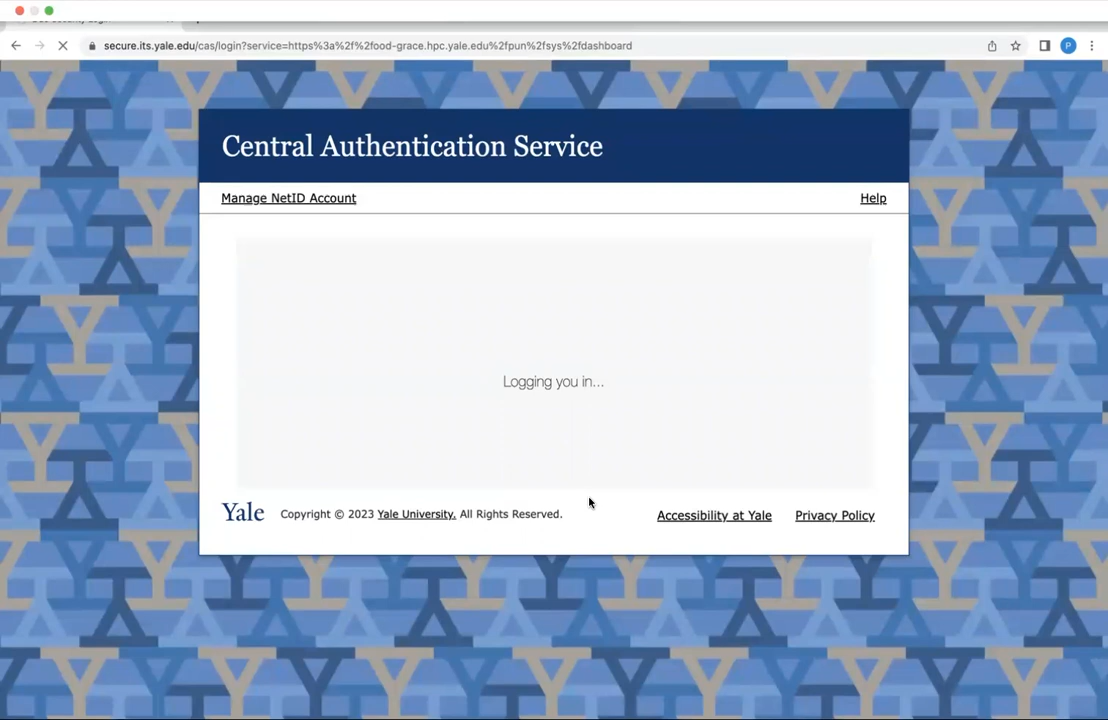 secure.its.yale.edu/cas/login?service=https%3a%2f%2food-grace.hpc.yale.edu%2fpun%2fsys%2fdashboard
P
Central Authentication Service
Manage NetID Account
Help
Logging you in...
Yale
Copyright © 2023 Yale University. All Rights Reserved.
Accessibility at Yale
Privacy Policy